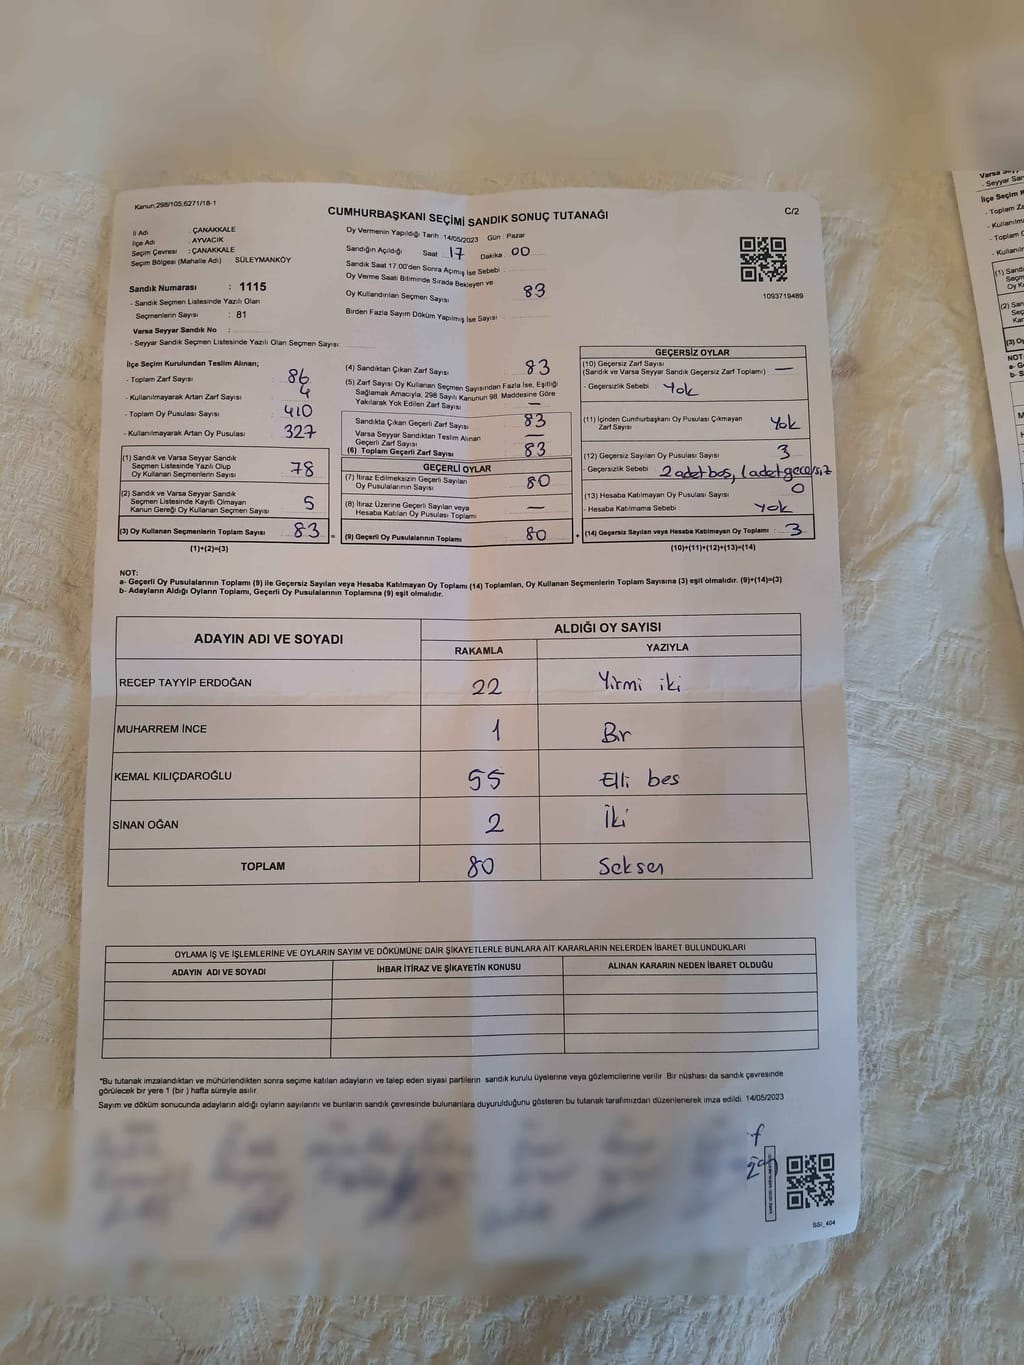 Kanun:298/105;6271/18-1
CUMHURBAŞKANI SEÇİMİ SANDIK SONUÇ TUTANAĞI
C/2
İl Adı : ÇANAKKALE
İlçe Adı : AYVACIK
Seçim Çevresi : ÇANAKKALE
Seçim Bölgesi (Mahalle Adı) : SÜLEYMANKÖY
Sandık Numarası : 1115
- Sandık Seçmen Listesinde Yazılı Olan
Seçmenlerin Sayısı : 81
Varsa Seyyar Sandık No :
- Seyyar Sandık Seçmen Listesinde Yazılı Olan Seçmen Sayısı:
Oy Vermenin Yapıldığı Tarih :14/05/2023 Gün : Pazar
Sandığın Açıldığı Saat 17 Dakika 00
Sandık Saat 17:00'den Sonra Açımış İse Sebebi :
Oy Verme Saati Bitiminde Sırada Bekleyen ve
Oy Kullandırılan Seçmen Sayısı : 83
Birden Fazla Sayım Döküm Yapılmış İse Sayısı :
1093719489
İlçe Seçim Kurulundan Teslim Alınan;
- Toplam Zarf Sayısı : 86
- Kullanılmayarak Artan Zarf Sayısı : 4
- Toplam Oy Pusulası Sayısı : 410
- Kullanılmayarak Artan Oy Pusulası : 327
(1) Sandık ve Varsa Seyyar Sandık
Seçmen Listesinde Yazılı Olup
Oy Kullanan Seçmenlerin Sayısı : 78
(2) Sandık ve Varsa Seyyar Sandık
Seçmen Listesinde Kayıtlı Olmayan
Kanun Gereği Oy Kullanan Seçmen Sayısı : 5
(3) Oy Kullanan Seçmenlerin Toplam Sayısı : 83
(1)+(2)=(3)
(4) Sandıktan Çıkan Zarf Sayısı : 83
(5) Zarf Sayısı Oy Kullanan Seçmen Sayısından Fazla İse, Eşitliği
Sağlamak Amacıyla, 298 Sayılı Kanunun 98. Maddesine Göre
Yakılarak Yok Edilen Zarf Sayısı : —
Sandıkta Çıkan Geçerli Zarf Sayısı : 83
Varsa Seyyar Sandıktan Teslim Alınan
Geçerli Zarf Sayısı : —
(6) Toplam Geçerli Zarf Sayısı : 83
GEÇERLİ OYLAR
(7) İtiraz Edilmeksizin Geçerli Sayılan
Oy Pusulalarının Sayısı : 80
(8) İtiraz Üzerine Geçerli Sayılan veya
Hesaba Katılan Oy Pusulası Toplamı : —
= (9) Geçerli Oy Pusulalarının Toplamı : 80 +
GEÇERSİZ OYLAR
(10) Geçersiz Zarf Sayısı
(Sandık ve Varsa Seyyar Sandık Geçersiz Zarf Toplamı) : —
- Geçersizlik Sebebi : Yok
(11) İçinden Cumhurbaşkanı Oy Pusulası Çıkmayan
Zarf Sayısı : Yok
(12) Geçersiz Sayılan Oy Pusulası Sayısı : 3
- Geçersizlik Sebebi : 2 adet boş, 1 adet geçersiz
(13) Hesaba Katılmayan Oy Pusulası Sayısı : 0
- Hesaba Katılmama Sebebi : Yok
(14) Geçersiz Sayılan veya Hesaba Katılmayan Oy Toplamı : 3
(10)+(11)+(12)+(13)=(14)
NOT:
a- Geçerli Oy Pusulalarının Toplamı (9) ile Geçersiz Sayılan veya Hesaba Katılmayan Oy Toplamı (14) Toplamları, Oy Kullanan Seçmenlerin Toplam Sayısına (3) eşit olmalıdır. (9)+(14)=(3)
b- Adayların Aldığı Oyların Toplamı, Geçerli Oy Pusulalarının Toplamına (9) eşit olmalıdır.
ADAYIN ADI VE SOYADI
ALDIĞI OY SAYISI
RAKAMLA YAZIYLA
RECEP TAYYİP ERDOĞAN 22 Yirmi iki
MUHARREM İNCE 1 Bir
KEMAL KILIÇDAROĞLU 55 Elli bes
SİNAN OĞAN 2 İki
TOPLAM 80 Seksen
OYLAMA İŞ VE İŞLEMLERİNE VE OYLARIN SAYIM VE DÖKÜMÜNE DAİR ŞİKAYETLERLE BUNLARA AİT KARARLARIN NELERDEN İBARET BULUNDUKLARI
ADAYIN ADI VE SOYADI İHBAR İTİRAZ VE ŞİKAYETİN KONUSU ALINAN KARARIN NEDEN İBARET OLDUĞU
*Bu tutanak imzalandıktan ve mühürlendikten sonra seçime katılan adayların ve talep eden siyasi partilerin sandık kurulu üyelerine veya gözlemcilerine verilir. Bir nüshası da sandık çevresinde
görülecek bir yere 1 (bir) hafta süreyle asılır.
Sayım ve döküm sonucunda adayların aldığı oyların sayılarını ve bunların sandık çevresinde bulunanlara duyurulduğunu gösteren bu tutanak tarafımızdan düzenlenerek imza edildi. 14/05/2023
SSI_404
Varsa
- Seyyar San
İlçe Seçim K
- Toplam Za
- Kullanılma
- Toplam O
- Kullanılm